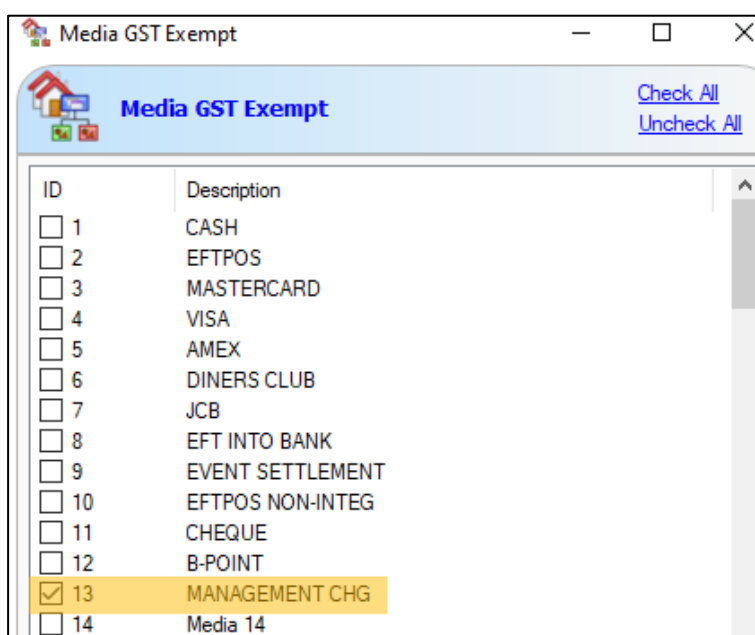 Media GST Exempt
Media GST Exempt
Check All
Uncheck All
ID Description
1 CASH
2 EFTPOS
3 MASTERCARD
4 VISA
5 AMEX
6 DINERS CLUB
7 JCB
8 EFT INTO BANK
9 EVENT SETTLEMENT
10 EFTPOS NON-INTEG
11 CHEQUE
12 B-POINT
13 MANAGEMENT CHG
14 Media 14